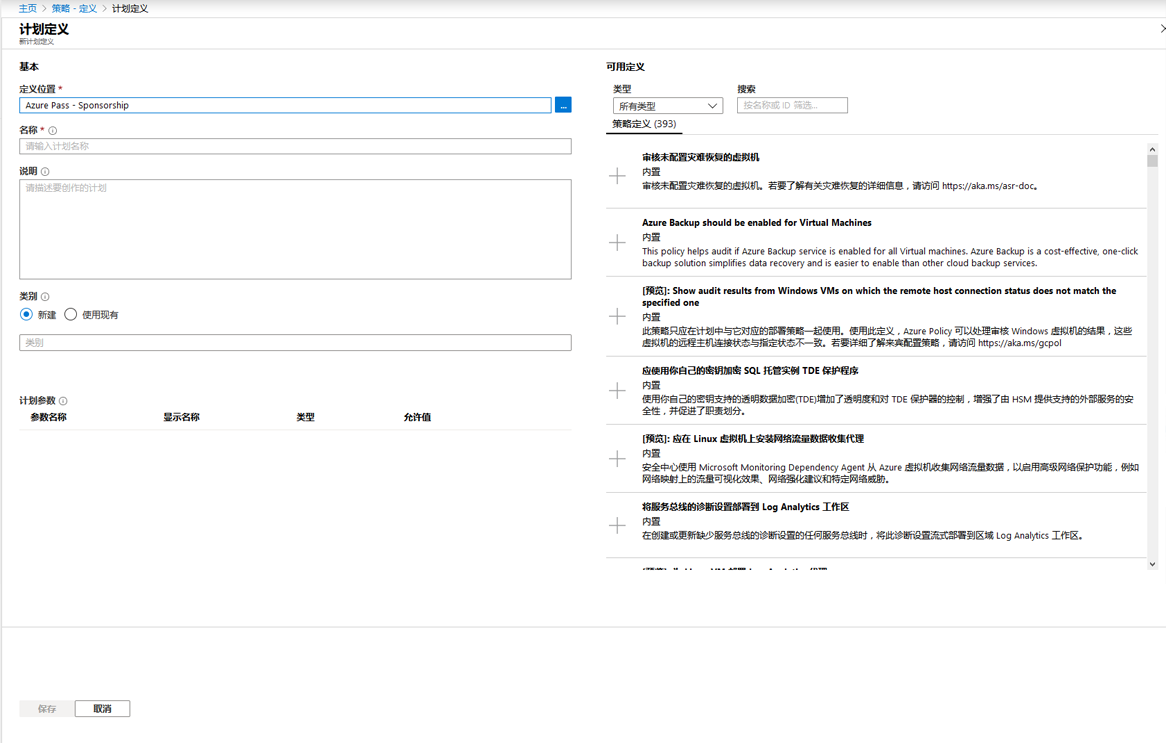 主页 > 策略 - 定义 > 计划定义
计划定义
新计划定义
基本
定义位置 *
Azure Pass - Sponsorship
...
名称 *
请输入计划名称
说明
请描述要创作的计划
类别
新建 使用现有
类别
计划参数
参数名称 显示名称 类型 允许值
保存 取消
可用定义
类型 搜索
所有类型 按名称或 ID 筛选...
策略定义 (393)
审核未配置灾难恢复的虚拟机
内置
审核未配置灾难恢复的虚拟机。若要了解有关灾难恢复的详细信息，请访问 https://aka.ms/asr-doc。
Azure Backup should be enabled for Virtual Machines
内置
This policy helps audit if Azure Backup service is enabled for all Virtual machines. Azure Backup is a cost-effective, one-click
backup solution simplifies data recovery and is easier to enable than other cloud backup services.
[预览]: Show audit results from Windows VMs on which the remote host connection status does not match the
specified one
内置
此策略只应在计划中与它对应的部署策略一起使用。使用此定义，Azure Policy 可以处理审核 Windows 虚拟机的结果，这些
虚拟机的远程主机连接状态与指定状态不一致。若要详细了解来宾配置策略，请访问 https://aka.ms/gcpol
应使用你自己的密钥加密 SQL 托管实例 TDE 保护程序
内置
使用你自己的密钥支持的透明数据加密(TDE)增加了透明度和对 TDE 保护器的控制，增强了由 HSM 提供支持的外部服务的安
全性，并促进了职责划分。
[预览]: 应在 Linux 虚拟机上安装网络流量数据收集代理
内置
安全中心使用 Microsoft Monitoring Dependency Agent 从 Azure 虚拟机收集网络流量数据，以启用高级网络保护功能，例如
网络映射上的流量可视化效果、网络强化建议和特定网络威胁。
将服务总线的诊断设置部署到 Log Analytics 工作区
内置
在创建或更新缺少服务总线的诊断设置的任何服务总线时，将此诊断设置流式部署到区域 Log Analytics 工作区。